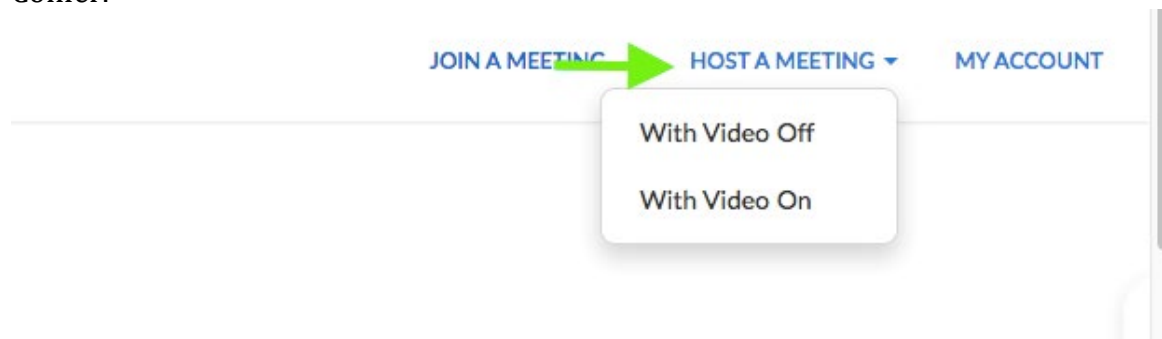 JOIN A MEETING HOST A MEETING MY ACCOUNT
With Video Off
With Video On